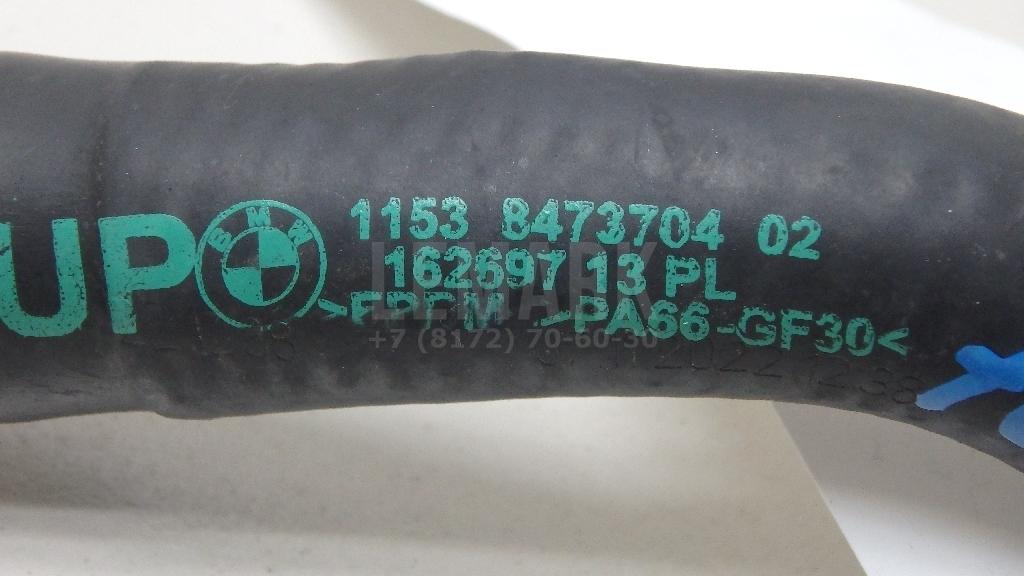 UP BMW 1153 8473704 02
162697 13 PL
>EPDM< >PA66-GF30<
LEMARK
+7 (8172) 70-60-30